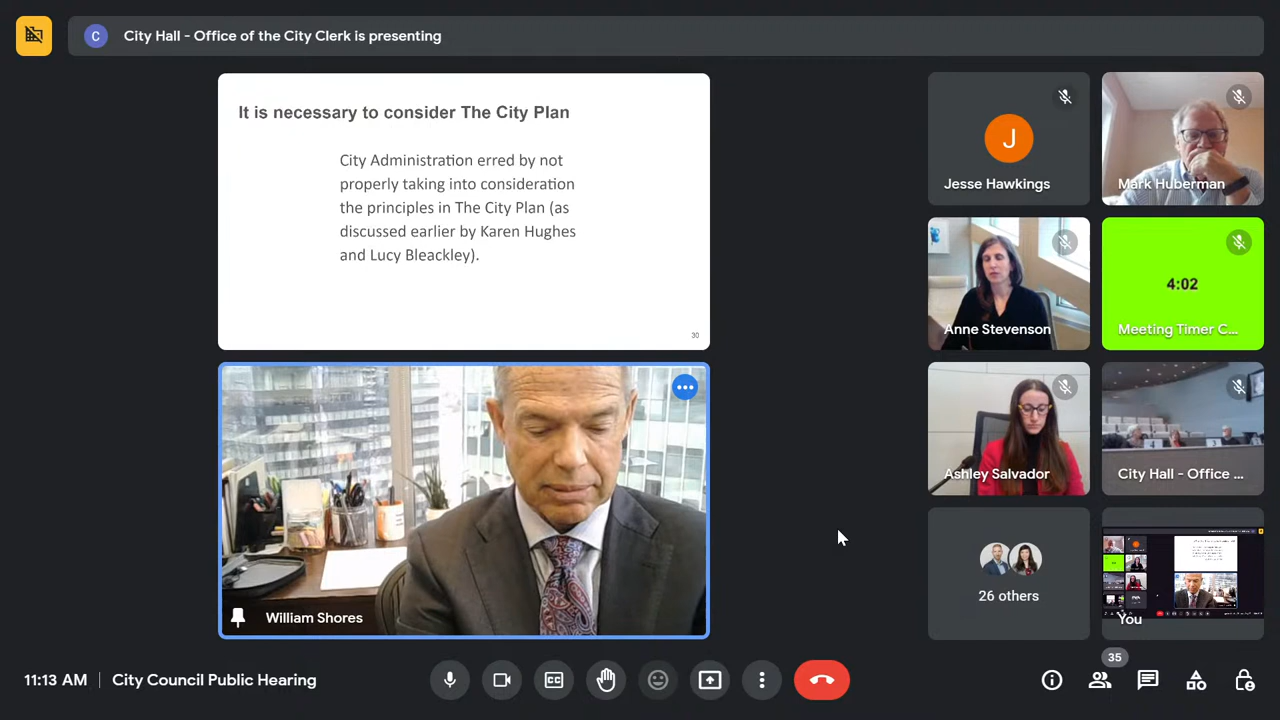 C
City Hall - Office of the City Clerk is presenting
It is necessary to consider The City Plan
City Administration erred by not
properly taking into consideration
the principles in The City Plan (as
discussed earlier by Karen Hughes
and Lucy Bleackley).
30
William Shores
J
Jesse Hawkings
Mark Huberman
Anne Stevenson
4:02
Meeting Timer C...
Ashley Salvador
City Hall - Office ...
26 others
You
11:13 AM
City Council Public Hearing
35